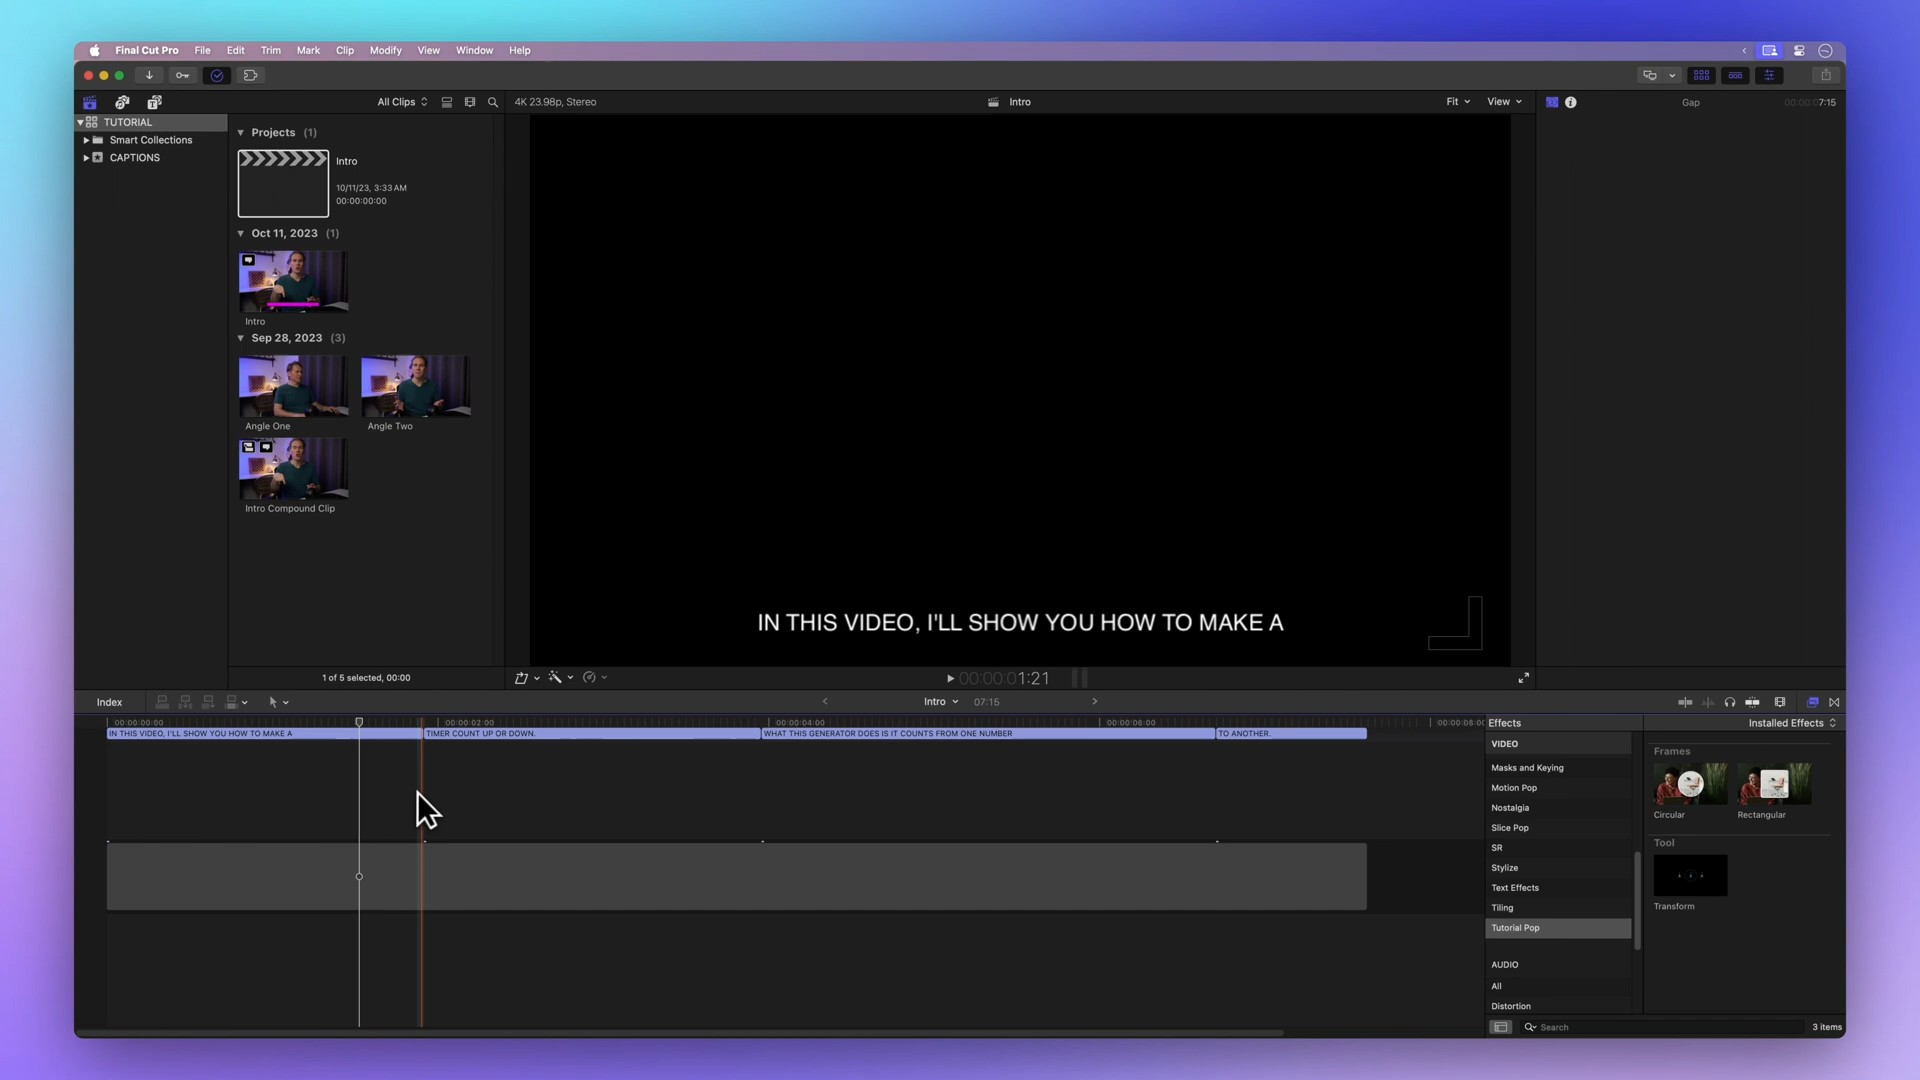 Final Cut Pro File Edit Trim Mark Clip Modify View Window Help
All Clips
4K 23.98p, Stereo
Intro
Fit
View
Gap
00:00:07:15
TUTORIAL
Smart Collections
CAPTIONS
Projects (1)
Intro
10/11/23, 3:33 AM
00:00:00:00
Oct 11, 2023 (1)
Intro
Sep 28, 2023 (3)
Angle One
Angle Two
Intro Compound Clip
1 of 5 selected, 00:00
IN THIS VIDEO, I'LL SHOW YOU HOW TO MAKE A
00:00:01:21
Index
Intro
07:15
00:00:00:00
00:00:02:00
00:00:04:00
00:00:06:00
00:00:08:00
IN THIS VIDEO, I'LL SHOW YOU HOW TO MAKE A
TIMER COUNT UP OR DOWN.
WHAT THIS GENERATOR DOES IS IT COUNTS FROM ONE NUMBER
TO ANOTHER.
Effects
Installed Effects
VIDEO
Masks and Keying
Motion Pop
Nostalgia
Slice Pop
SR
Stylize
Text Effects
Tiling
Tutorial Pop
AUDIO
All
Distortion
Frames
Circular
Rectangular
Tool
Transform
Search
3 items